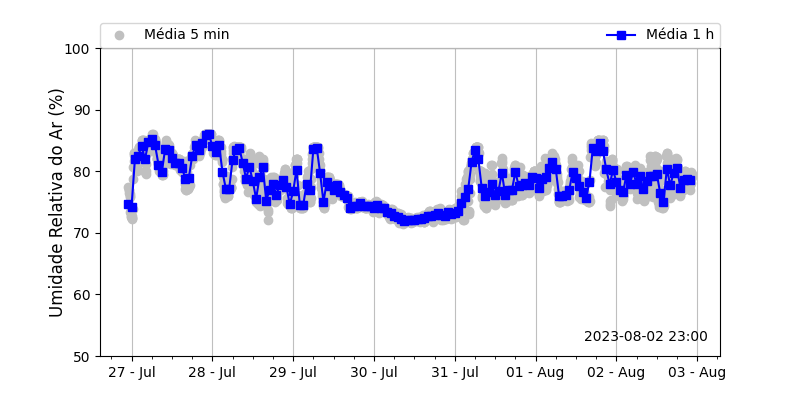 Média 5 min
Média 1 h
Umidade Relativa do Ar (%)
100
90
80
70
60
50
2023-08-02 23:00
27 - Jul
28 - Jul
29 - Jul
30 - Jul
31 - Jul
01 - Aug
02 - Aug
03 - Aug